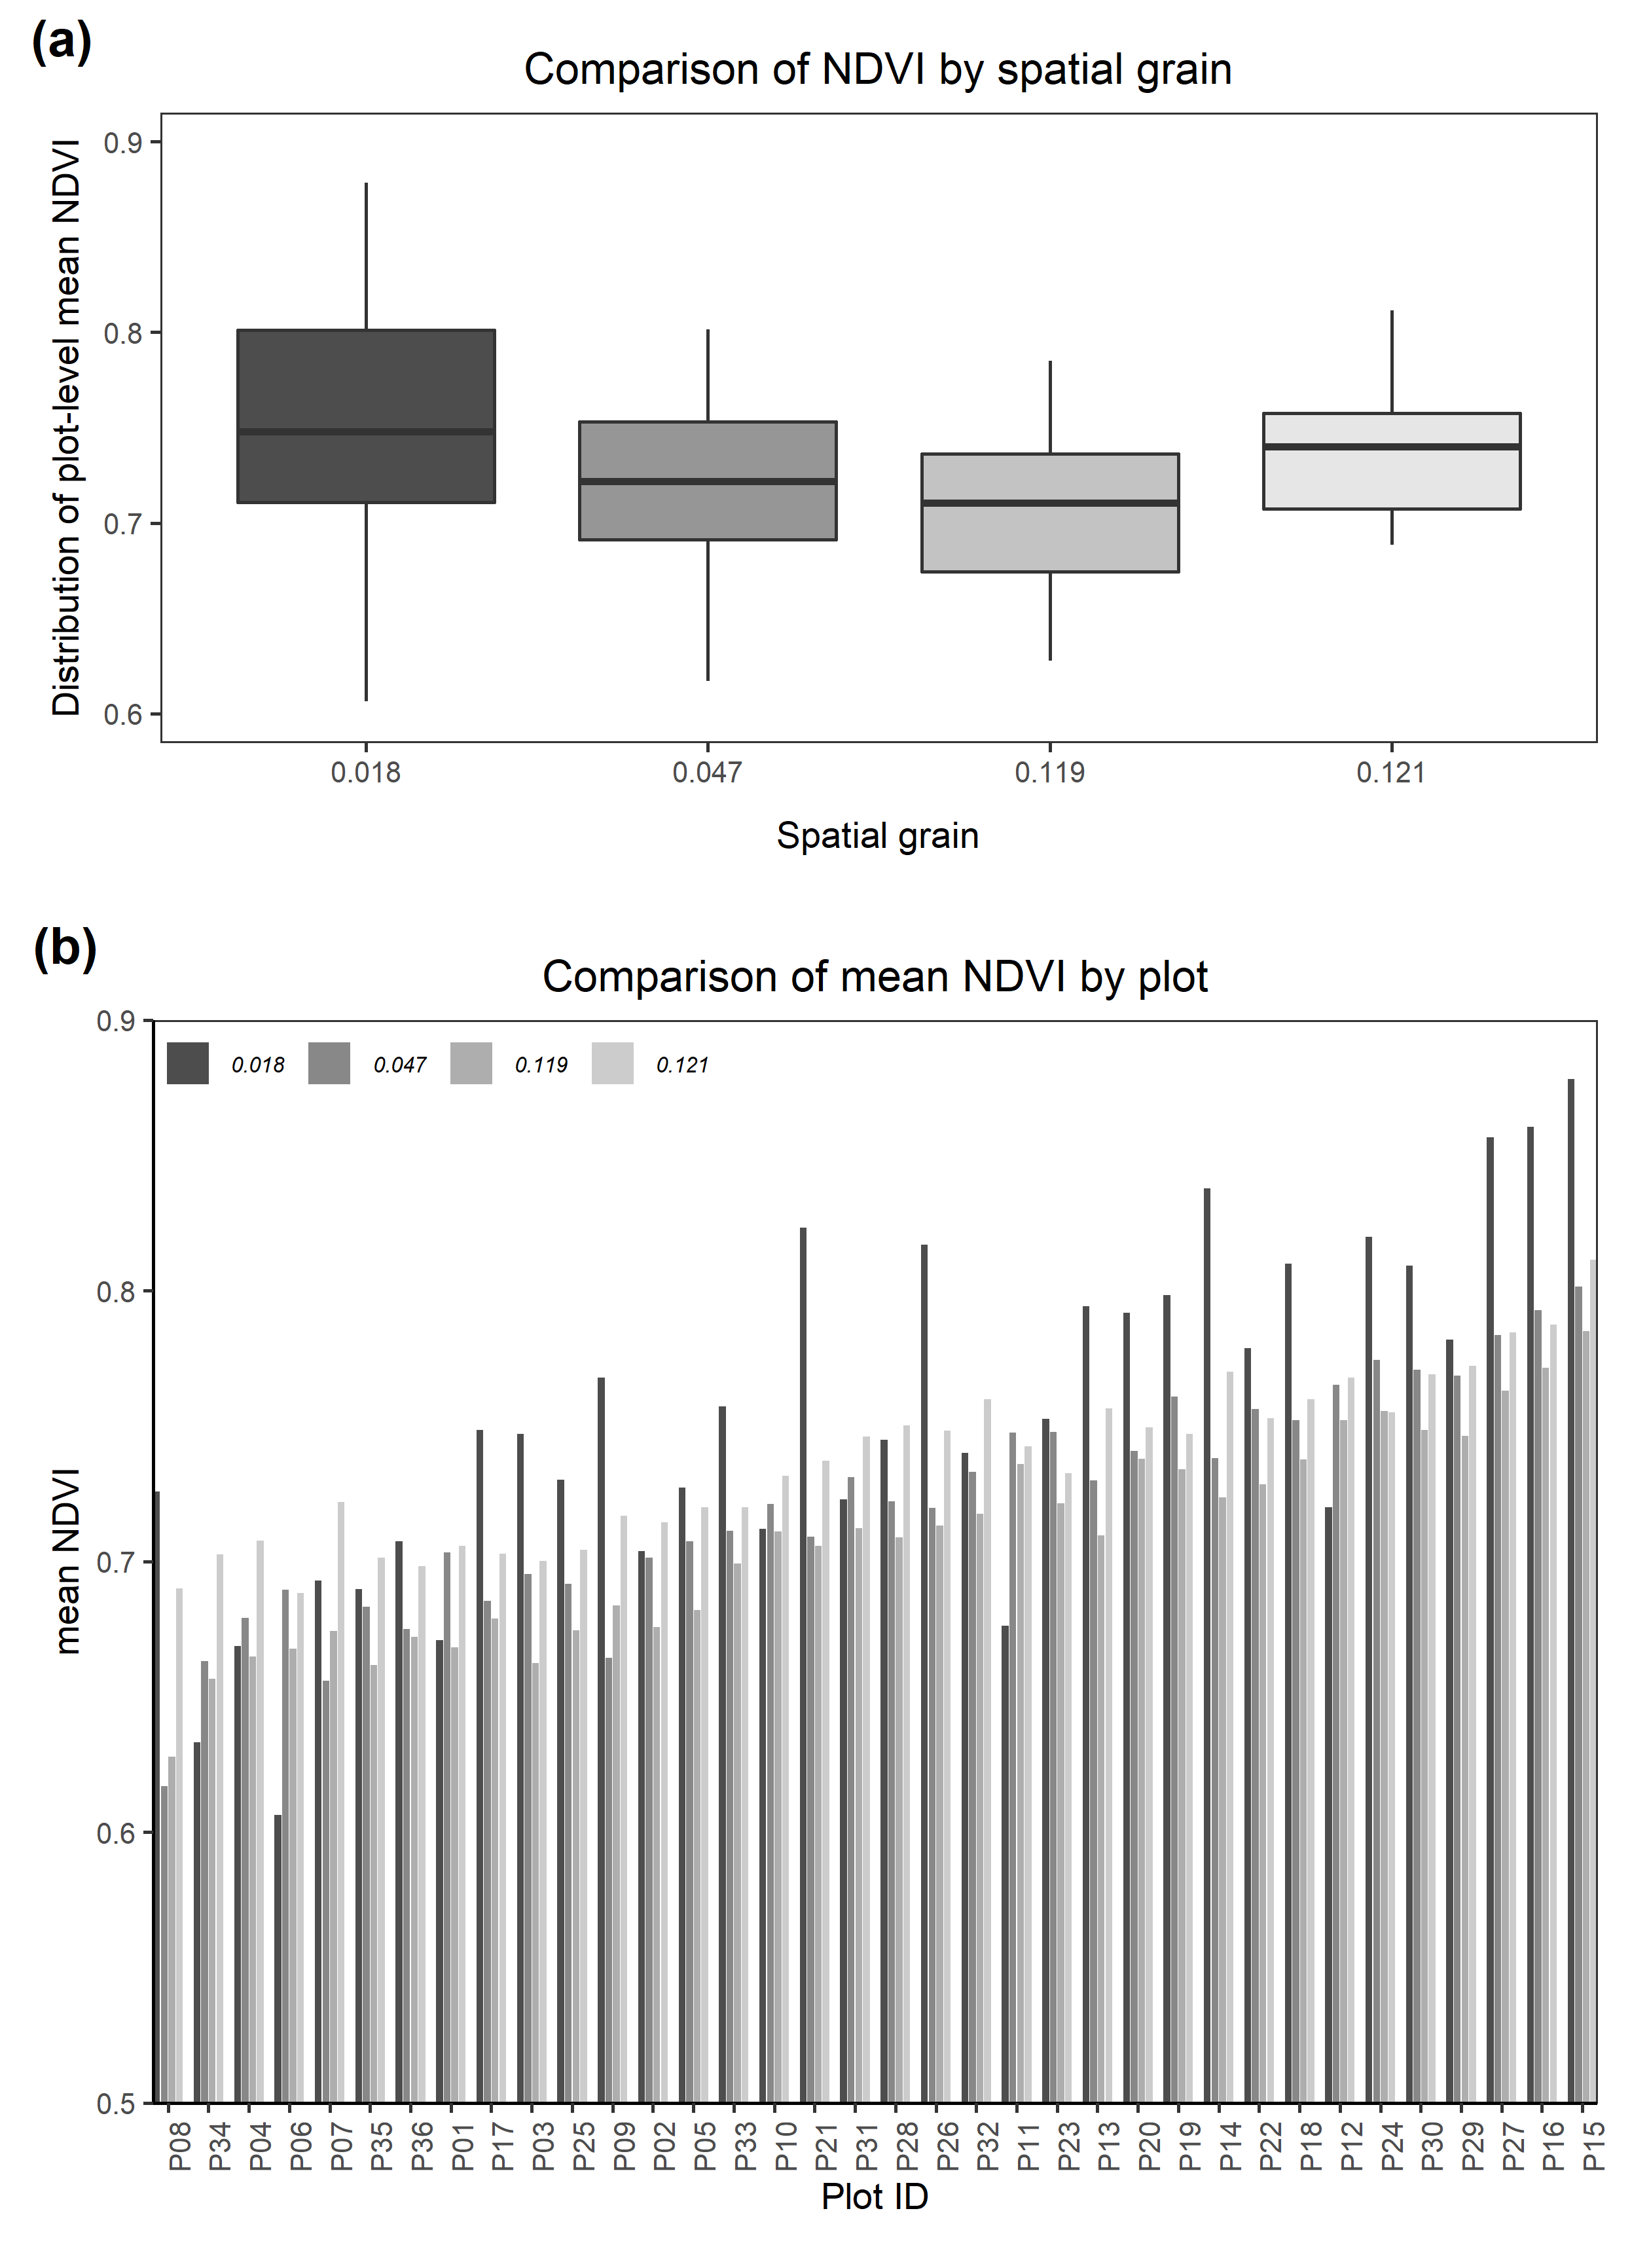 (a)
Comparison of NDVI by spatial grain
Distribution of plot-level mean NDVI
0.9
0.8
0.7
0.6
0.018 0.047 0.119 0.121
Spatial grain
(b)
Comparison of mean NDVI by plot
0.018 0.047 0.119 0.121
mean NDVI
0.9
0.8
0.7
0.6
0.5
P08 P34 P04 P06 P07 P35 P36 P01 P17 P03 P25 P09 P02 P05 P33 P10 P21 P31 P28 P26 P32 P11 P23 P13 P20 P19 P14 P22 P18 P12 P24 P30 P29 P27 P16 P15
Plot ID